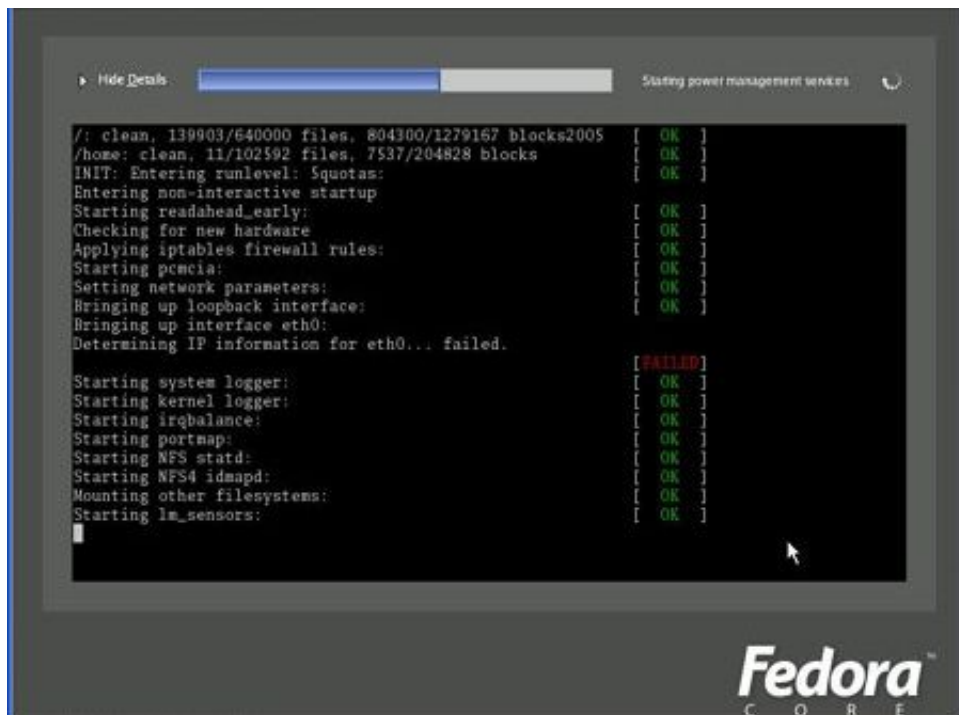 Hide Details
Starting power management services
/: clean, 139903/640000 files, 804300/1279167 blocks2005 [ OK ]
/home: clean, 11/102592 files, 7537/204828 blocks [ OK ]
INIT: Entering runlevel: 5quotas: [ OK ]
Entering non-interactive startup
Starting readahead_early: [ OK ]
Checking for new hardware [ OK ]
Applying iptables firewall rules: [ OK ]
Starting pcmcia: [ OK ]
Setting network parameters: [ OK ]
Bringing up loopback interface: [ OK ]
Bringing up interface eth0:
Determining IP information for eth0... failed.
[FAILED]
Starting system logger: [ OK ]
Starting kernel logger: [ OK ]
Starting irqbalance: [ OK ]
Starting portmap: [ OK ]
Starting NFS statd: [ OK ]
Starting NFS4 idmapd: [ OK ]
Mounting other filesystems: [ OK ]
Starting lm_sensors: [ OK ]
Fedora™
CORE